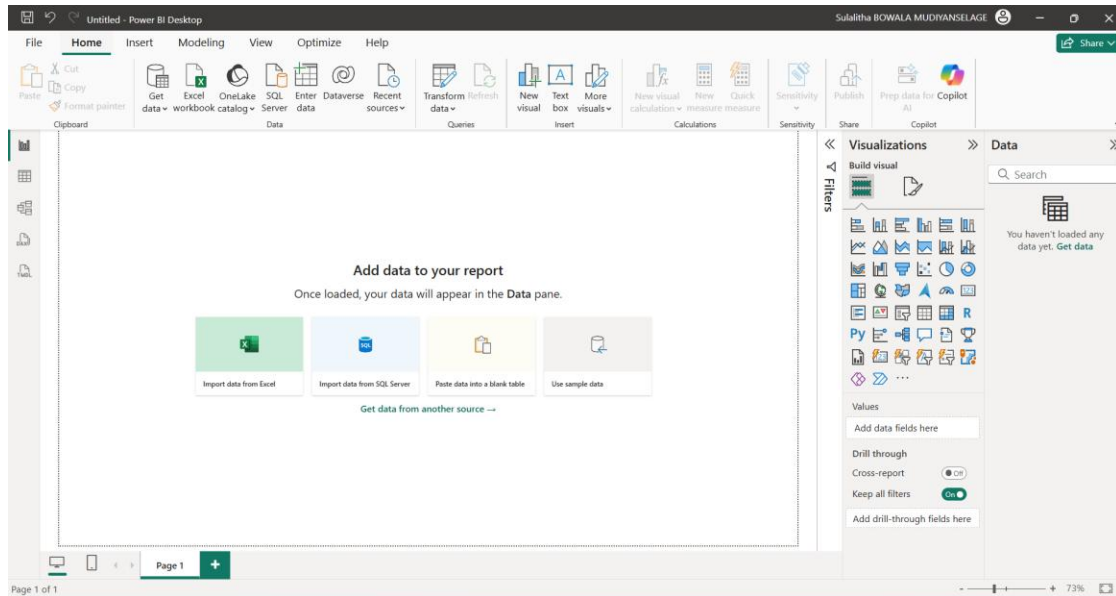 Untitled - Power BI Desktop
Sulalitha BOWALA MUDIYANSELAGE
File Home Insert Modeling View Optimize Help
Share
Paste
Cut
Copy
Format painter
Clipboard
Get data
Excel workbook
OneLake catalog
SQL Server
Enter data
Dataverse
Recent sources
Data
Transform data
Refresh
Queries
New visual
Text box
More visuals
Insert
New visual calculation
New measure
Quick measure
Calculations
Sensitivity
Sensitivity
Publish
Share
Prep data for AI
Copilot
Copilot
Add data to your report
Once loaded, your data will appear in the Data pane.
Import data from Excel
Import data from SQL Server
Paste data into a blank table
Use sample data
Get data from another source →
Filters
Visualizations
Build visual
R
Py
Values
Add data fields here
Drill through
Cross-report
Off
Keep all filters
On
Add drill-through fields here
Data
Search
You haven't loaded any
data yet. Get data
Page 1
Page 1 of 1
73%